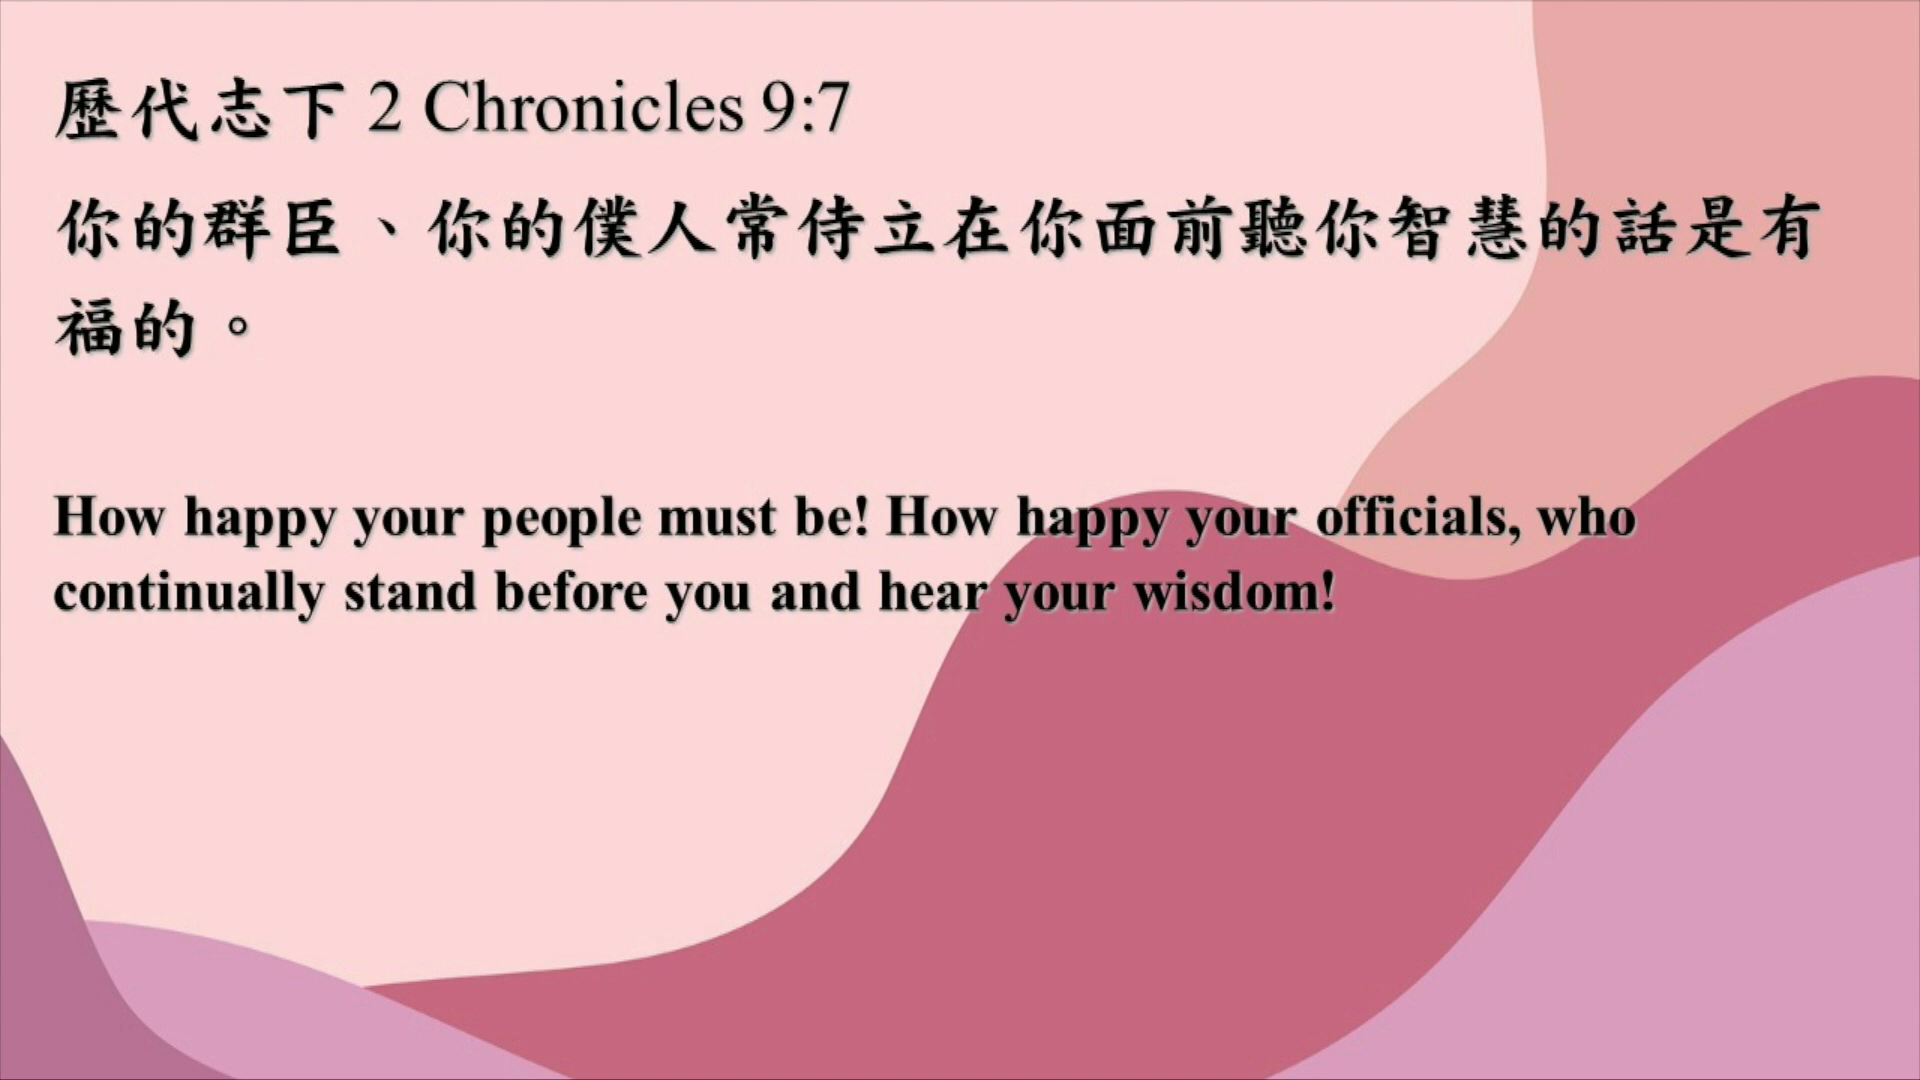 歷代志下 2 Chronicles 9:7
你的群臣、你的僕人常侍立在你面前聽你智慧的話是有
福的。
How happy your people must be! How happy your officials, who
continually stand before you and hear your wisdom!